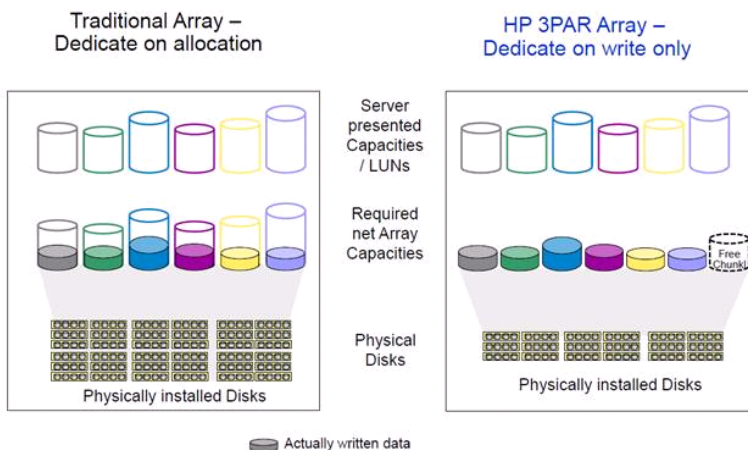 Traditional Array –
Dedicate on allocation
HP 3PAR Array –
Dedicate on write only
Server
presented
Capacities
/ LUNs
Required
net Array
Capacities
Free
Chunkl
Physical
Disks
Physically installed Disks
Physically installed Disks
Actually written data